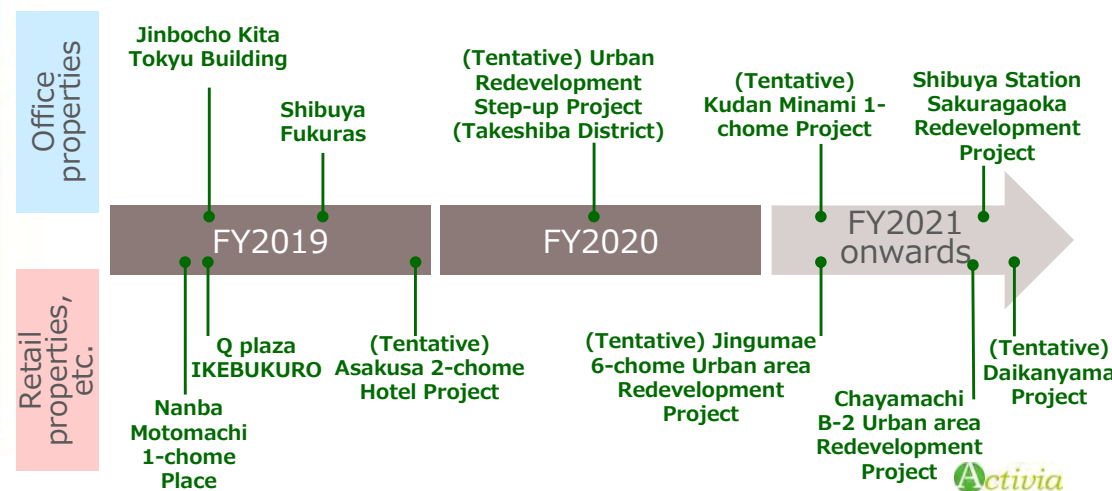 Office
properties
Jinbocho Kita
Tokyu Building
Shibuya
Fukuras
(Tentative) Urban
Redevelopment
Step-up Project
(Takeshiba District)
(Tentative)
Kudan Minami 1-
chome Project
Shibuya Station
Sakuragaoka
Redevelopment
Project
FY2019
FY2020
FY2021
onwards
Retail
properties,
etc.
Nanba
Motomachi
1-chome
Place
Q plaza
IKEBUKURO
(Tentative)
Asakusa 2-chome
Hotel Project
(Tentative) Jingumae
6-chome Urban area
Redevelopment
Project
Chayamachi
B-2 Urban area
Redevelopment
Project
(Tentative)
Daikanyama
Project
Activia